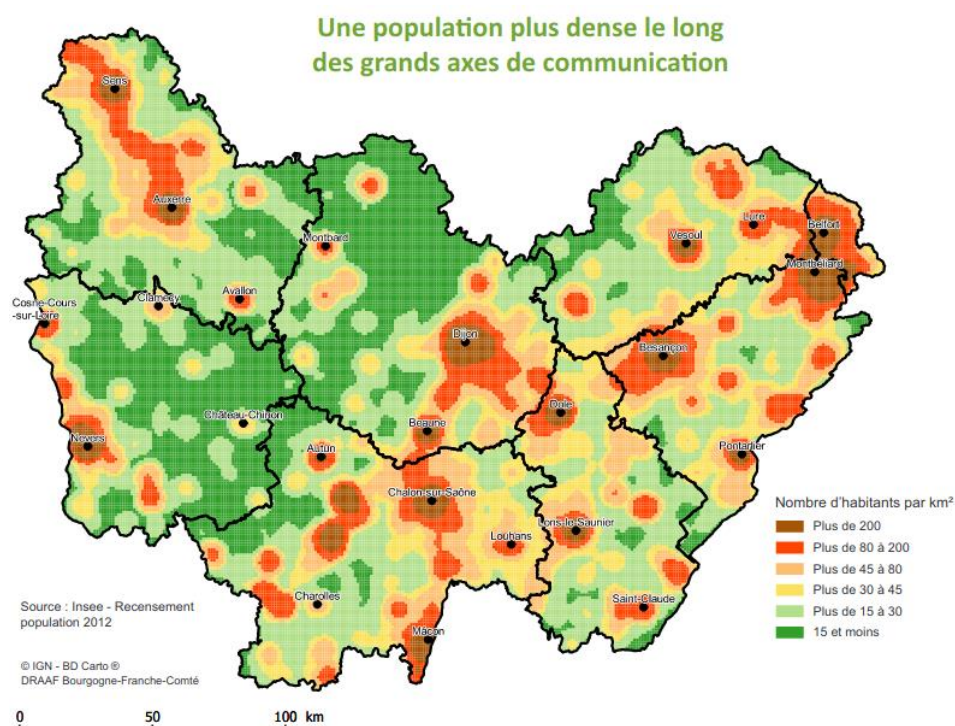 Une population plus dense le long
des grands axes de communication
Sens
Auxerre
Montbard
Vesoul
Lure
Belfort
Montbéliard
Cosne-Cours
-sur-Loire
Clamecy
Avallon
Dijon
Besançon
Château-Chinon
Dole
Beaune
Nevers
Autun
Pontarlier
Chalon-sur-Saône
Louhans
Lons-le-Saunier
Charolles
Saint-Claude
Mâcon
Nombre d'habitants par km²
Plus de 200
Plus de 80 à 200
Plus de 45 à 80
Plus de 30 à 45
Plus de 15 à 30
15 et moins
Source : Insee - Recensement
population 2012
© IGN - BD Carto ®
DRAAF Bourgogne-Franche-Comté
0 50 100 km